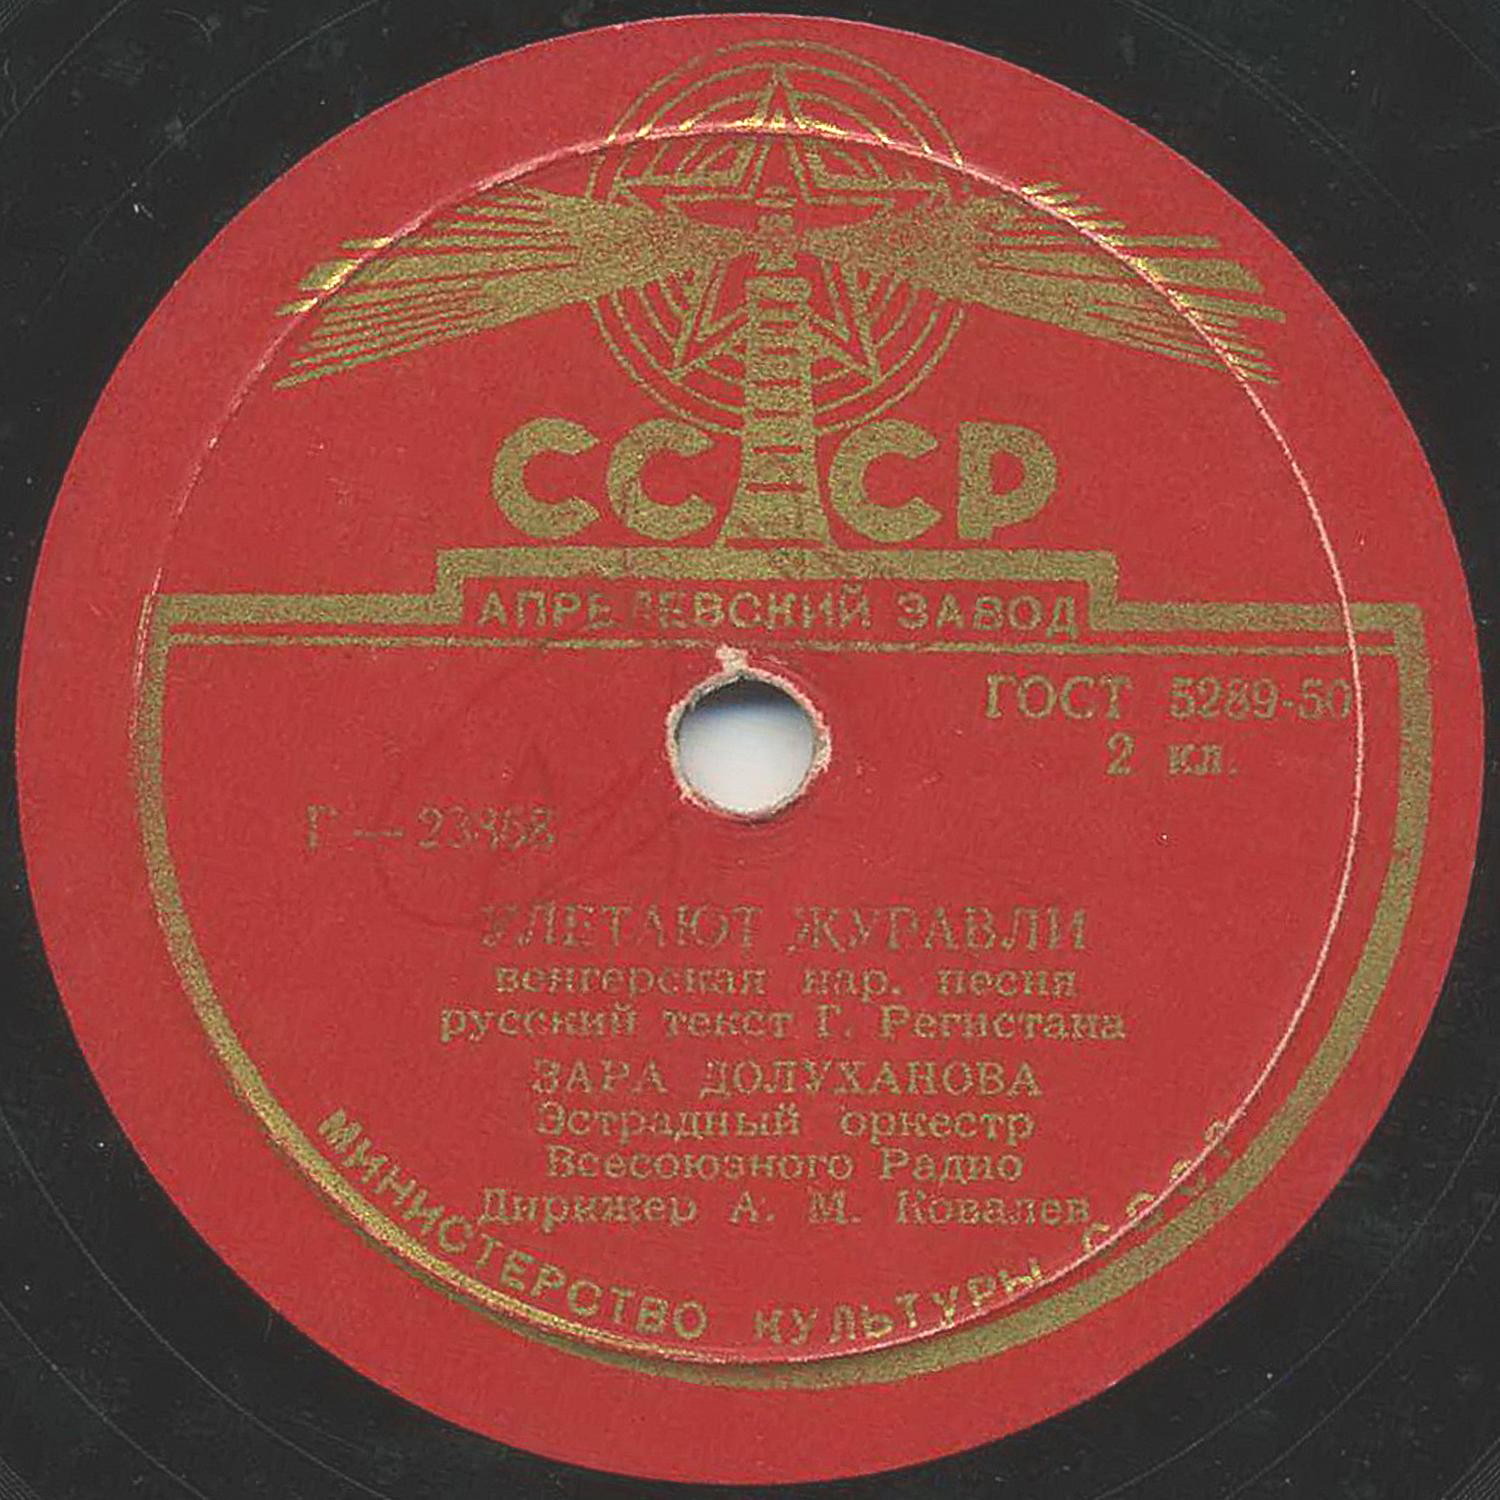 СССР
АПРЕЛЕВСКИЙ ЗАВОД
ГОСТ 5289-50
2 кл.
УЛЕТАЮТ ЖУРАВЛИ
венгерская нар. песня
русский текст Г. Регистана
ЗАРА ДОЛУХАНОВА
Эстрадный оркестр
Всесоюзного Радио
Дирижер А. М. Ковалев
МИНИСТЕРСТВО КУЛЬТУРЫ СССР